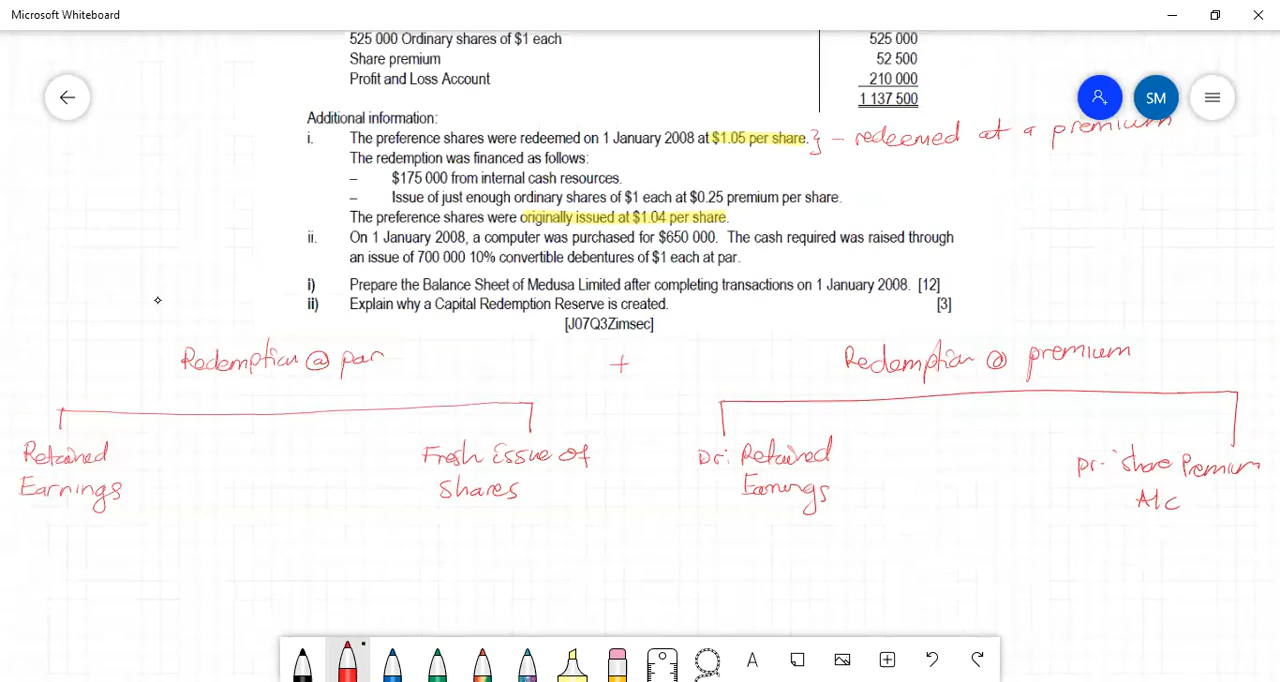 Microsoft Whiteboard
525 000 Ordinary shares of $1 each 525 000
Share premium 52 500
Profit and Loss Account 210 000
1 137 500
SM
Additional information:
i. The preference shares were redeemed on 1 January 2008 at $1.05 per share. } - redeemed at a premium
The redemption was financed as follows:
– $175 000 from internal cash resources.
– Issue of just enough ordinary shares of $1 each at $0.25 premium per share.
The preference shares were originally issued at $1.04 per share.
ii. On 1 January 2008, a computer was purchased for $650 000. The cash required was raised through
an issue of 700 000 10% convertible debentures of $1 each at par.
i) Prepare the Balance Sheet of Medusa Limited after completing transactions on 1 January 2008. [12]
ii) Explain why a Capital Redemption Reserve is created. [3]
[J07Q3Zimsec]
Redemption @ par + Redemption @ premium
Retained Earnings
Fresh issue of Shares
Dr: Retained Earnings
Dr: Share Premium A/c
A